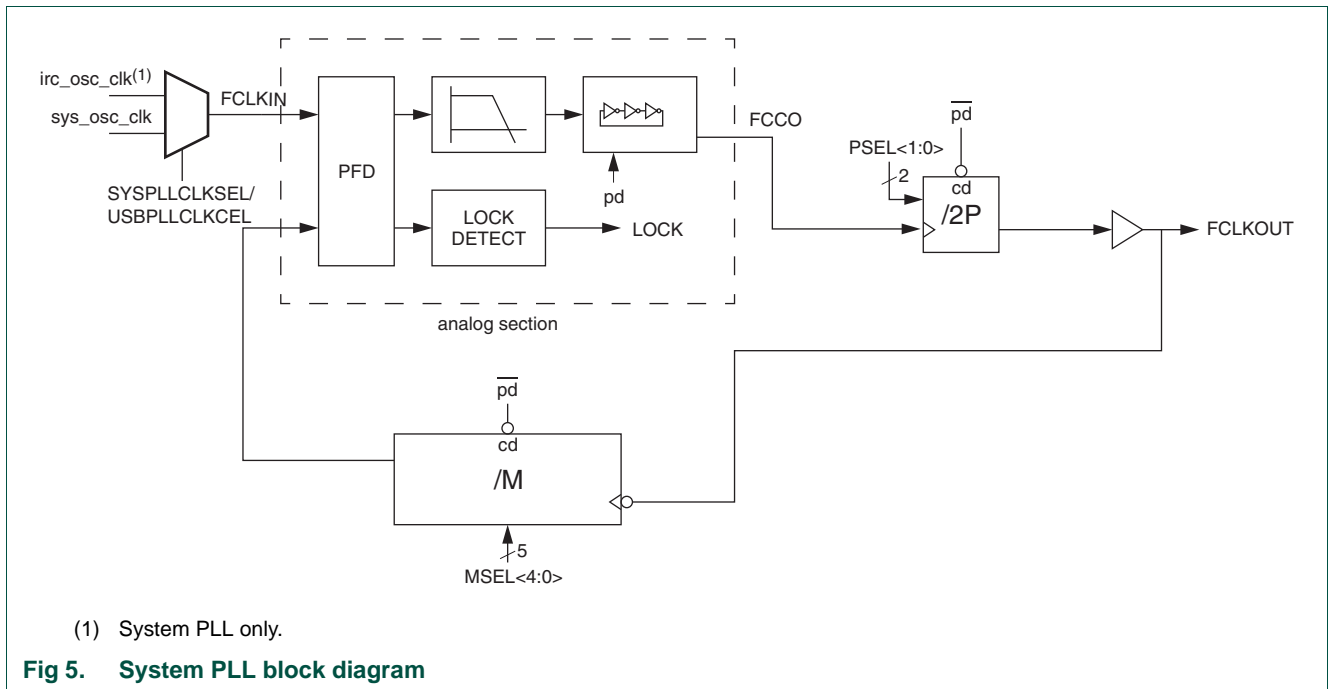 irc_osc_clk(1)
sys_osc_clk
FCLKIN
SYSPLLCLKSEL/
USBPLLCLKCEL
PFD
LOCK
DETECT
LOCK
pd
analog section
FCCO
PSEL<1:0>
2
pd
cd
/2P
FCLKOUT
pd
cd
/M
5
MSEL<4:0>
(1) System PLL only.
Fig 5. System PLL block diagram